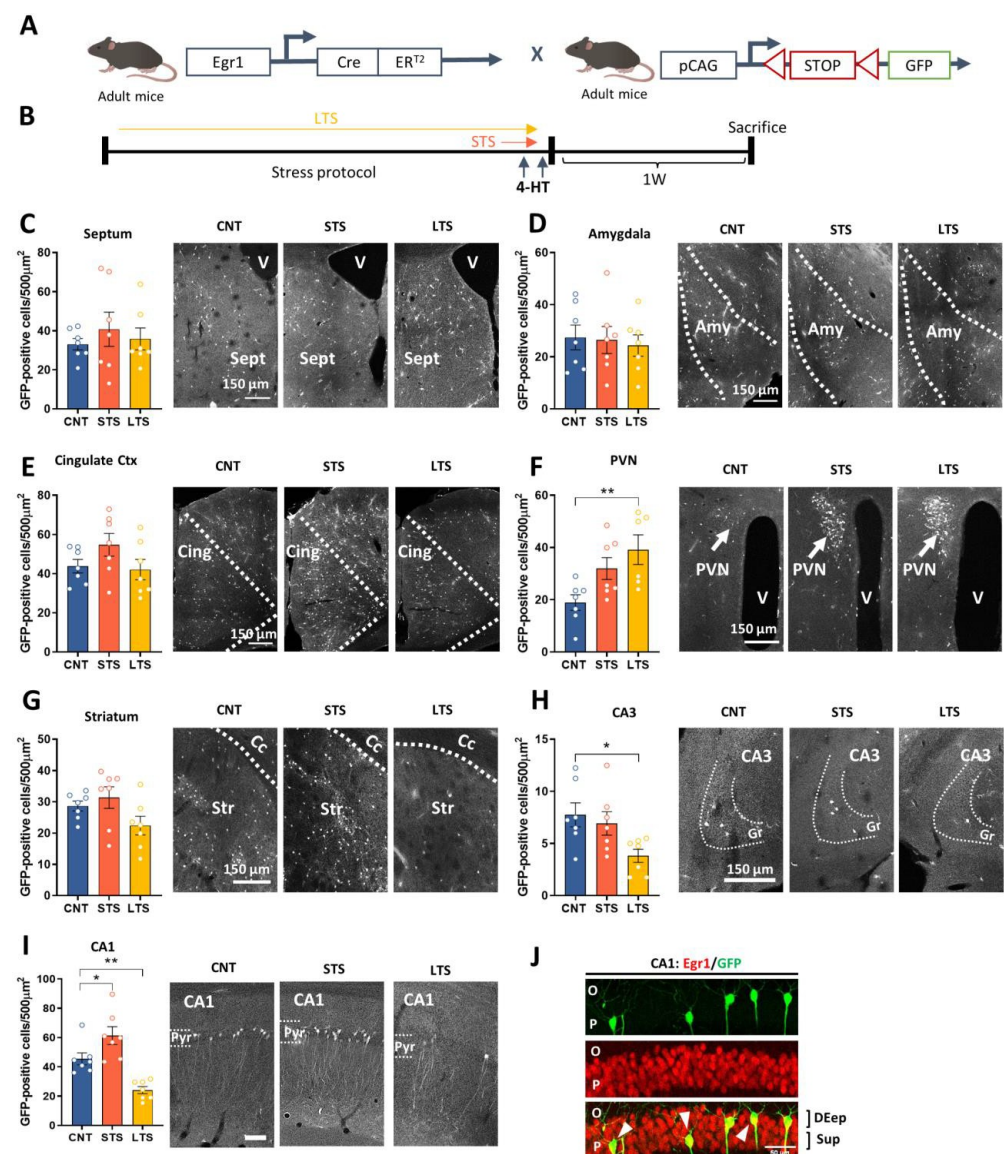 A
Egr1
Cre
ER^T2
X
pCAG
STOP
GFP
Adult mice
Adult mice
B
LTS
STS
Sacrifice
Stress protocol
4-HT
1W
C
Septum
CNT
STS
LTS
GFP-positive cells/500μm²
80
60
40
20
0
CNT STS LTS
V
V
V
Sept
Sept
Sept
150 μm
D
Amygdala
CNT
STS
LTS
GFP-positive cells/500μm²
60
40
20
0
CNT STS LTS
Amy
Amy
Amy
150 μm
E
Cingulate Ctx
CNT
STS
LTS
GFP-positive cells/500μm²
80
60
40
20
0
CNT STS LTS
Cing
Cing
Cing
150 μm
F
PVN
CNT
STS
LTS
GFP-positive cells/500μm²
60
40
20
0
**
CNT STS LTS
PVN
PVN
PVN
V
V
V
150 μm
G
Striatum
CNT
STS
LTS
GFP-positive cells/500μm²
50
40
30
20
10
0
CNT STS LTS
Cc
Cc
Cc
Str
Str
Str
150 μm
H
CA3
CNT
STS
LTS
GFP-positive cells/500μm²
15
10
5
0
*
CNT STS LTS
CA3
CA3
CA3
Gr
Gr
Gr
150 μm
I
CA1
CNT
STS
LTS
GFP-positive cells/500μm²
100
80
60
40
20
0
**
*
CNT STS LTS
CA1
CA1
CA1
Pyr
Pyr
Pyr
J
CA1: Egr1/GFP
O
P
O
P
O
P
DEep
Sup
50 μm